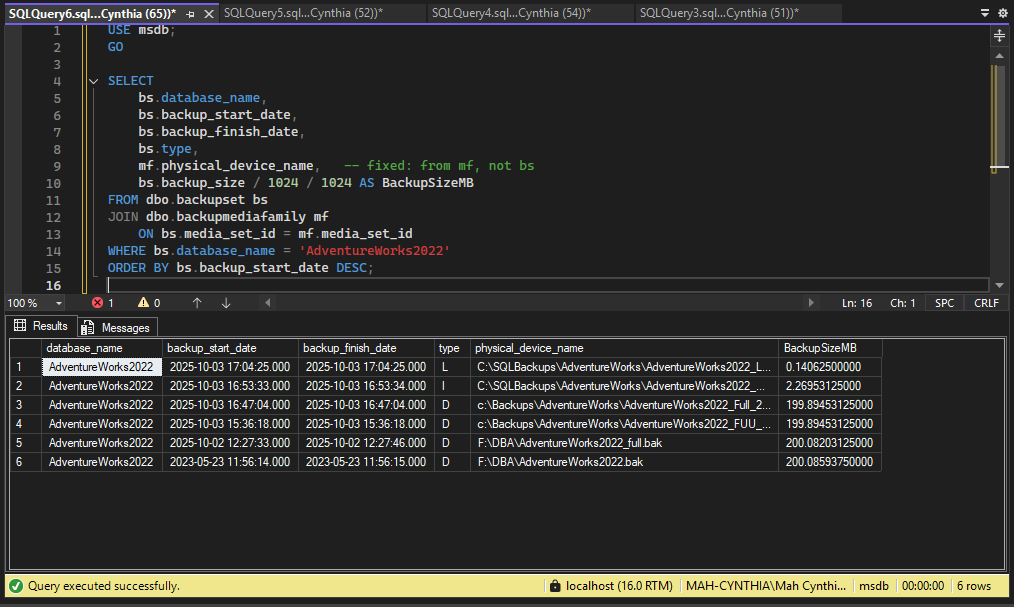 SQLQuery6.sql...Cynthia (65))* SQLQuery5.sql...Cynthia (52))* SQLQuery4.sql...Cynthia (54))* SQLQuery3.sql...Cynthia (51))*
1 USE msdb;
2 GO
3
4 SELECT
5 bs.database_name,
6 bs.backup_start_date,
7 bs.backup_finish_date,
8 bs.type,
9 mf.physical_device_name, -- fixed: from mf, not bs
10 bs.backup_size / 1024 / 1024 AS BackupSizeMB
11 FROM dbo.backupset bs
12 JOIN dbo.backupmediafamily mf
13 ON bs.media_set_id = mf.media_set_id
14 WHERE bs.database_name = 'AdventureWorks2022'
15 ORDER BY bs.backup_start_date DESC;
16
100 % 1 0 Ln: 16 Ch: 1 SPC CRLF
Results Messages
database_name backup_start_date backup_finish_date type physical_device_name BackupSizeMB
1 AdventureWorks2022 2025-10-03 17:04:25.000 2025-10-03 17:04:25.000 L C:\SQLBackups\AdventureWorks\AdventureWorks2022_L... 0.14062500000
2 AdventureWorks2022 2025-10-03 16:53:33.000 2025-10-03 16:53:34.000 I C:\SQLBackups\AdventureWorks\AdventureWorks2022_... 2.26953125000
3 AdventureWorks2022 2025-10-03 16:47:04.000 2025-10-03 16:47:04.000 D c:\Backups\AdventureWorks\AdventureWorks2022_Full_2... 199.89453125000
4 AdventureWorks2022 2025-10-03 15:36:18.000 2025-10-03 15:36:18.000 D c:\Backups\AdventureWorks\AdventureWorks2022_FUU_... 199.89453125000
5 AdventureWorks2022 2025-10-02 12:27:33.000 2025-10-02 12:27:46.000 D F:\DBA\AdventureWorks2022_full.bak 200.08203125000
6 AdventureWorks2022 2023-05-23 11:56:14.000 2023-05-23 11:56:15.000 D F:\DBA\AdventureWorks2022.bak 200.08593750000
Query executed successfully. localhost (16.0 RTM) MAH-CYNTHIA\Mah Cynthi... msdb 00:00:00 6 rows